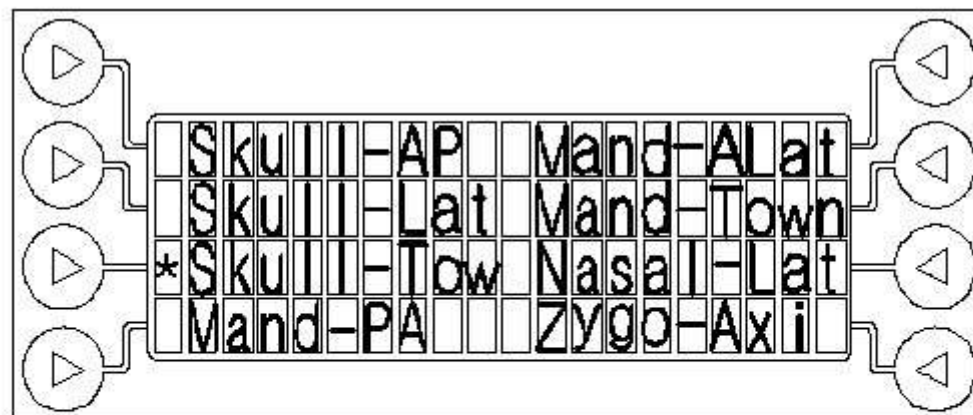 Skull-AP Mand-ALat
Skull-Lat Mand-Town
*Skull-Tow Nasal-Lat
Mand-PA Zygo-Axi